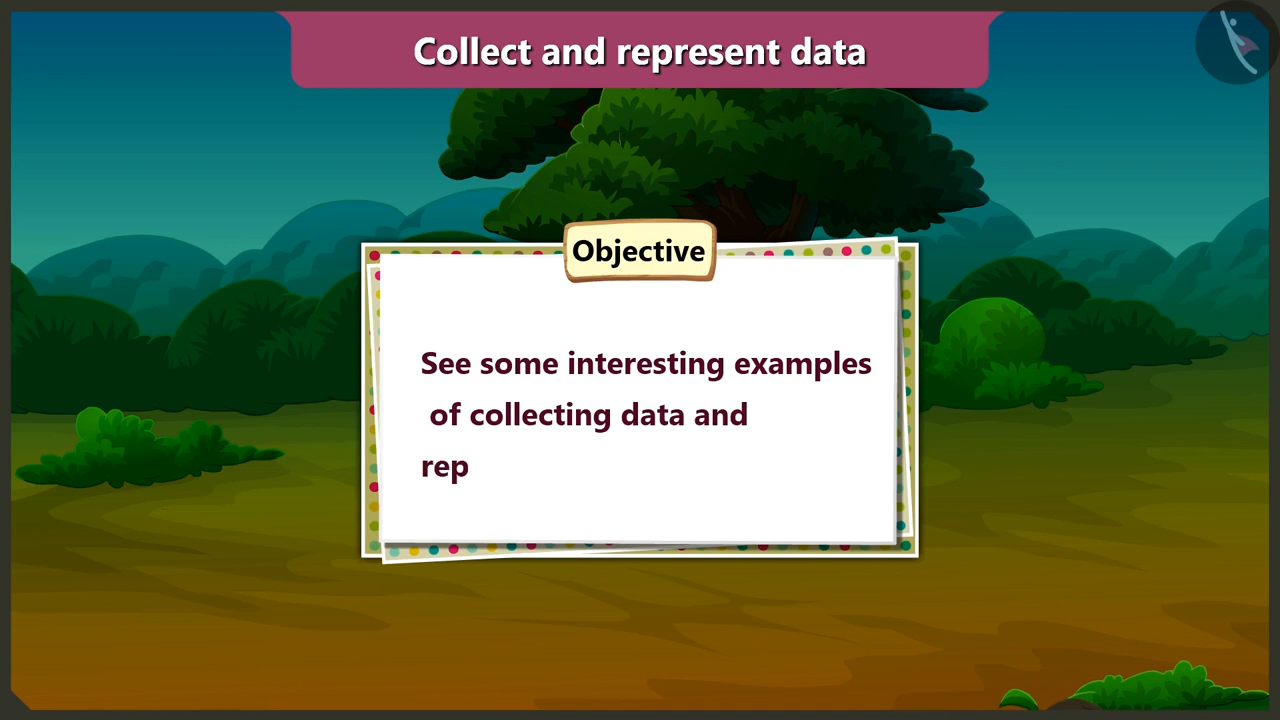 Collect and represent data
Objective
See some interesting examples
of collecting data and
rep